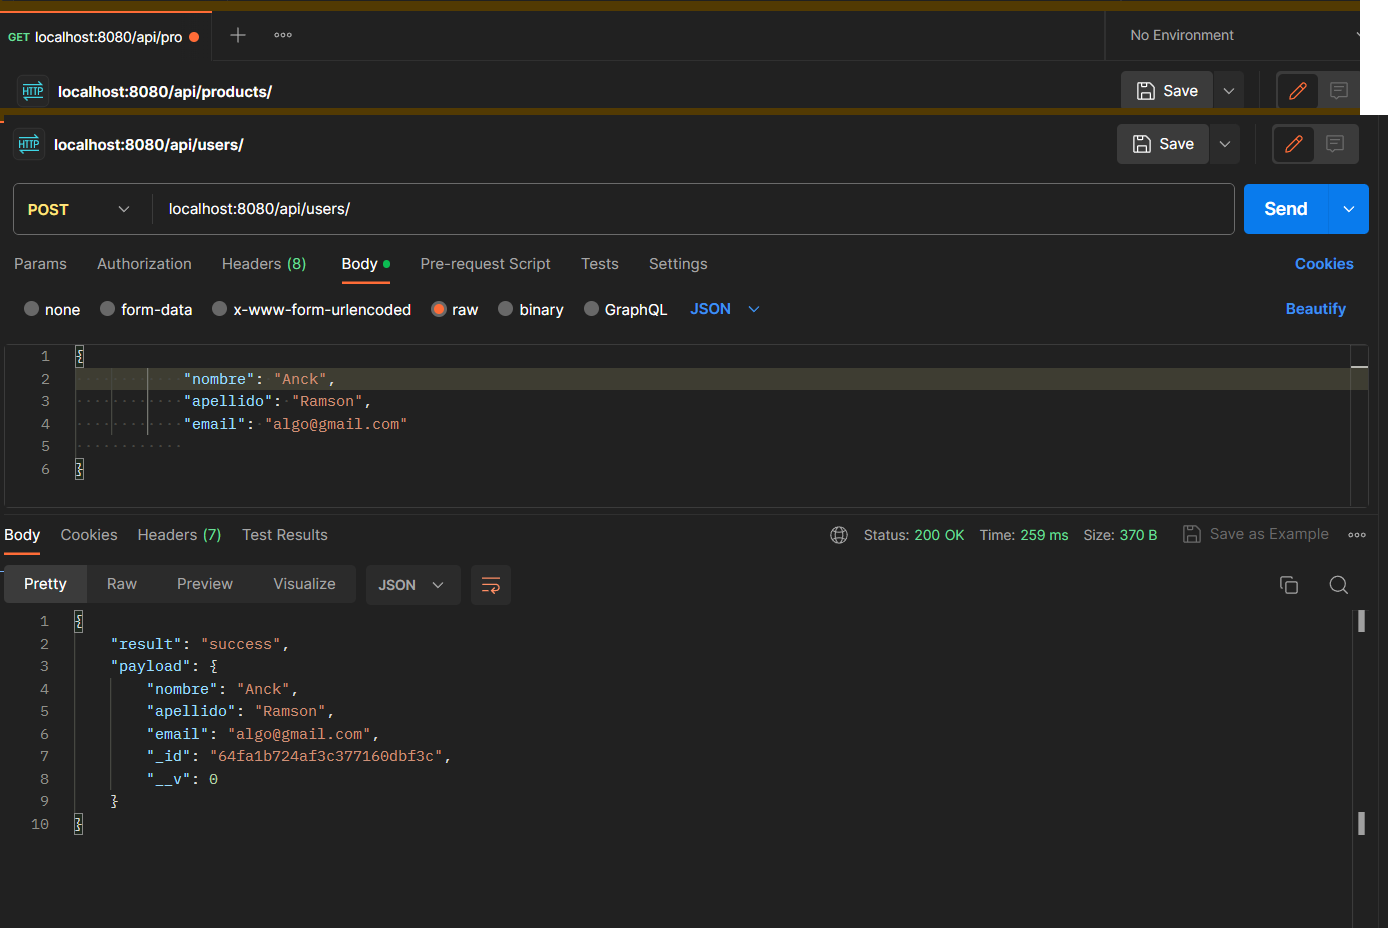 GET localhost:8080/api/pro
No Environment
HTTP localhost:8080/api/products/
Save
HTTP localhost:8080/api/users/
Save
POST localhost:8080/api/users/
Send
Params Authorization Headers (8) Body Pre-request Script Tests Settings
Cookies
none form-data x-www-form-urlencoded raw binary GraphQL JSON
Beautify
1 {
2 "nombre": "Anck",
3 "apellido": "Ramson",
4 "email": "algo@gmail.com"
5
6 }
Body Cookies Headers (7) Test Results
Status: 200 OK Time: 259 ms Size: 370 B
Save as Example
Pretty Raw Preview Visualize JSON
1 {
2 "result": "success",
3 "payload": {
4 "nombre": "Anck",
5 "apellido": "Ramson",
6 "email": "algo@gmail.com",
7 "_id": "64fa1b724af3c377160dbf3c",
8 "__v": 0
9 }
10 }